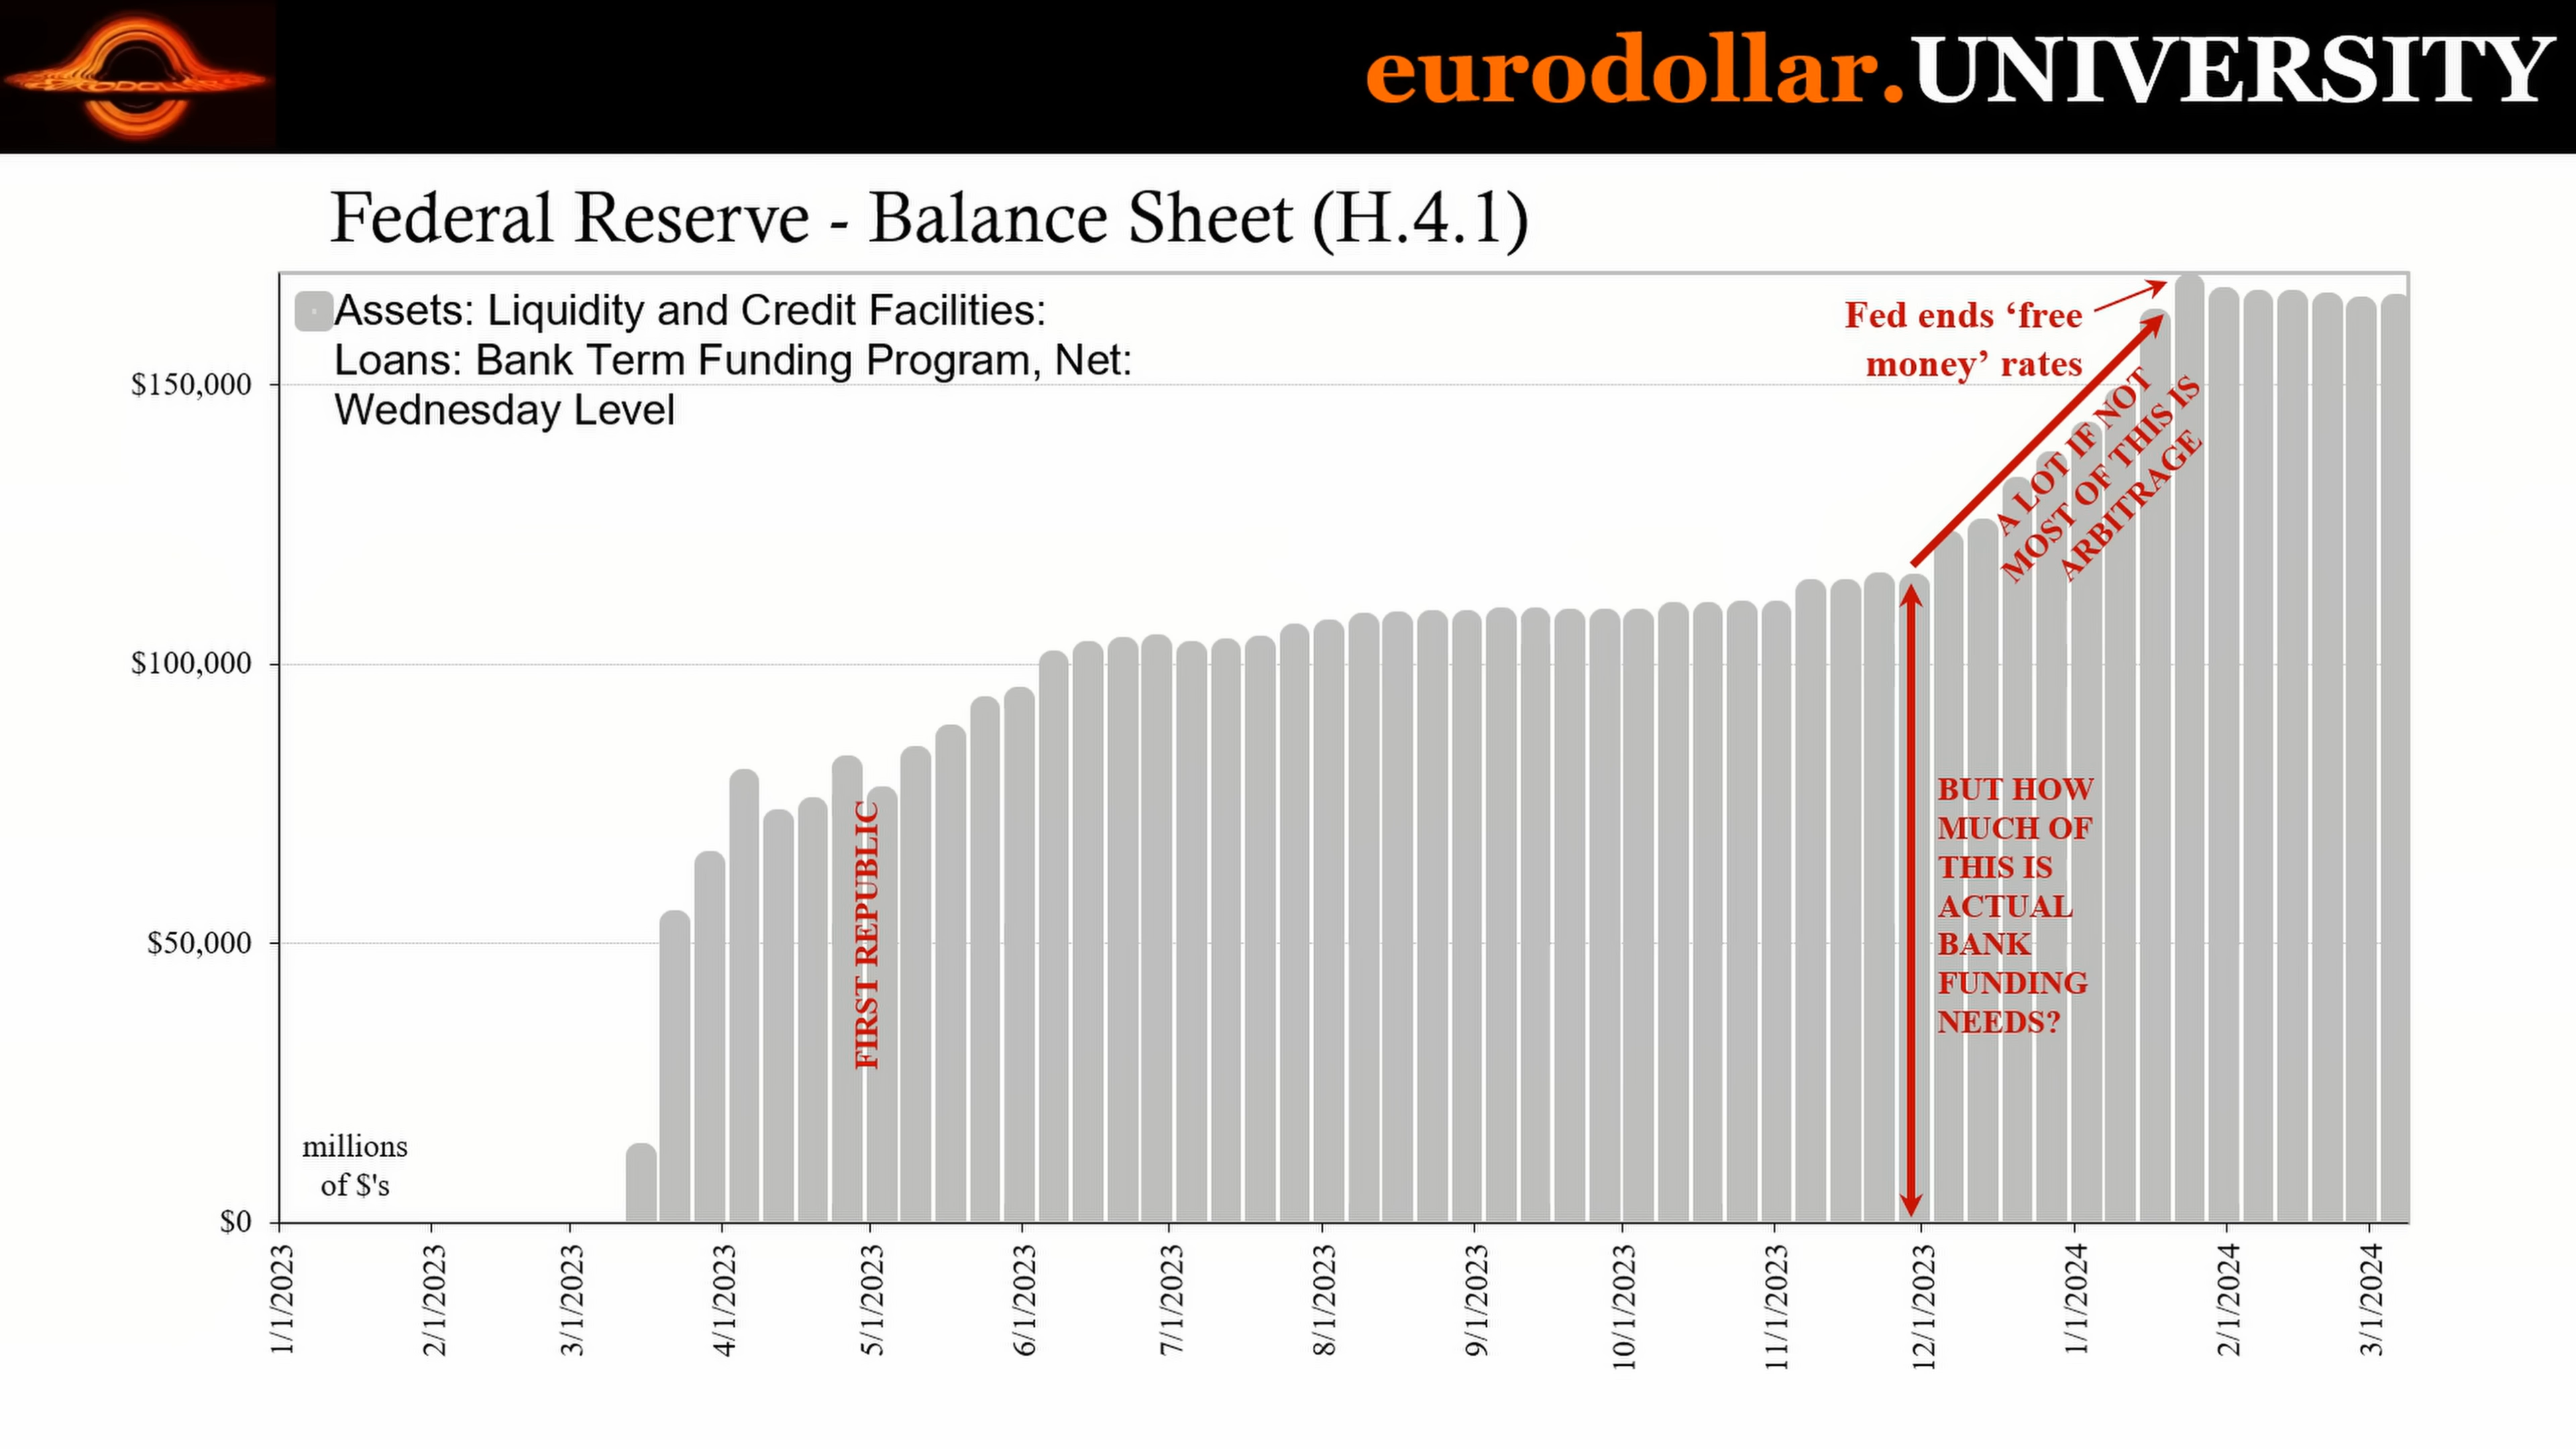 eurodollar.UNIVERSITY
Federal Reserve - Balance Sheet (H.4.1)
Assets: Liquidity and Credit Facilities:
Loans: Bank Term Funding Program, Net:
Wednesday Level
Fed ends ‘free
money’ rates
A LOT IF NOT
MOST OF THIS IS
ARBITRAGE
$150,000
$100,000
$50,000
$0
FIRST REPUBLIC
BUT HOW
MUCH OF
THIS IS
ACTUAL
BANK
FUNDING
NEEDS?
millions
of $'s
1/1/2023
2/1/2023
3/1/2023
4/1/2023
5/1/2023
6/1/2023
7/1/2023
8/1/2023
9/1/2023
10/1/2023
11/1/2023
12/1/2023
1/1/2024
2/1/2024
3/1/2024